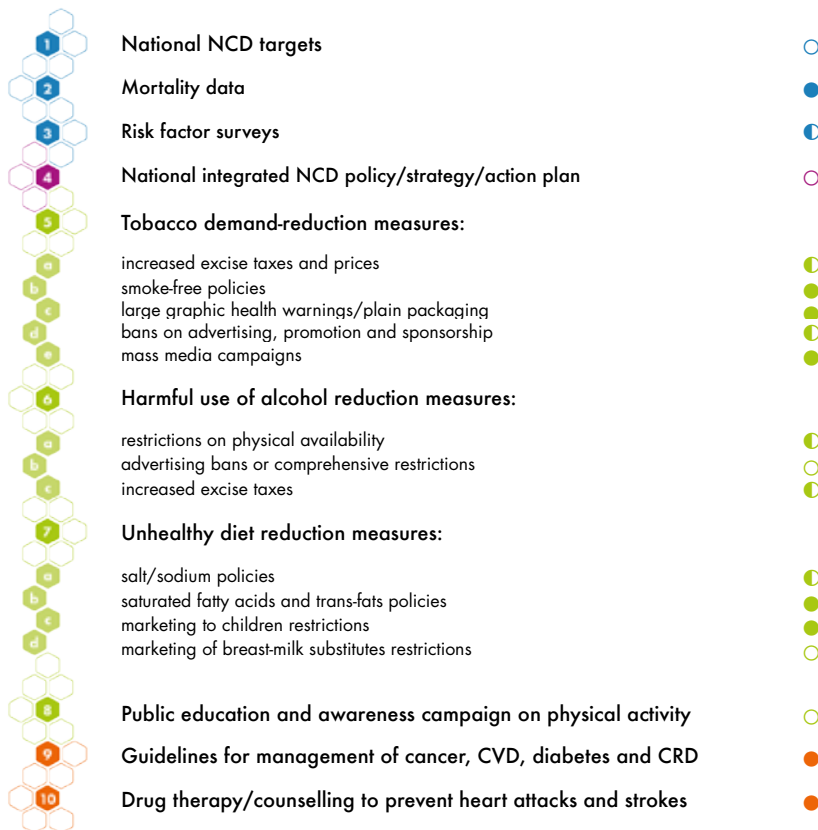 1 National NCD targets
2 Mortality data
3 Risk factor surveys
4 National integrated NCD policy/strategy/action plan
5 Tobacco demand-reduction measures:
a increased excise taxes and prices
b smoke-free policies
c large graphic health warnings/plain packaging
d bans on advertising, promotion and sponsorship
e mass media campaigns
6 Harmful use of alcohol reduction measures:
a restrictions on physical availability
b advertising bans or comprehensive restrictions
c increased excise taxes
7 Unhealthy diet reduction measures:
a salt/sodium policies
b saturated fatty acids and trans-fats policies
c marketing to children restrictions
d marketing of breast-milk substitutes restrictions
8 Public education and awareness campaign on physical activity
9 Guidelines for management of cancer, CVD, diabetes and CRD
10 Drug therapy/counselling to prevent heart attacks and strokes